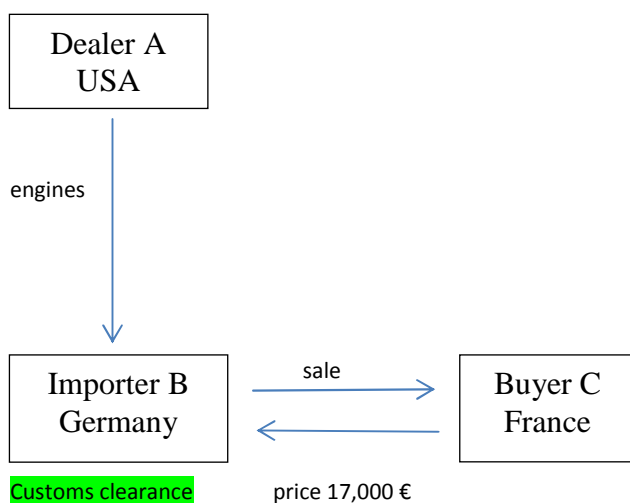 Dealer A
USA
engines
Importer B
Germany
sale
Buyer C
France
Customs clearance
price 17,000 €